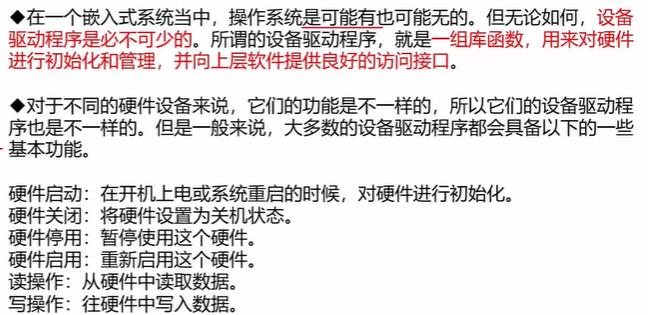 ◆在一个嵌入式系统当中，操作系统是可能有也可能无的。但无论如何，设备
驱动程序是必不可少的。所谓的设备驱动程序，就是一组库函数，用来对硬件
进行初始化和管理，并向上层软件提供良好的访问接口。
◆对于不同的硬件设备来说，它们的功能是不一样的，所以它们的设备驱动程
序也是不一样的。但是一般来说，大多数的设备驱动程序都会具备以下的一些
基本功能。
硬件启动：在开机上电或系统重启的时候，对硬件进行初始化。
硬件关闭：将硬件设置为关机状态。
硬件停用：暂停使用这个硬件。
硬件启用：重新启用这个硬件。
读操作：从硬件中读取数据。
写操作：往硬件中写入数据。